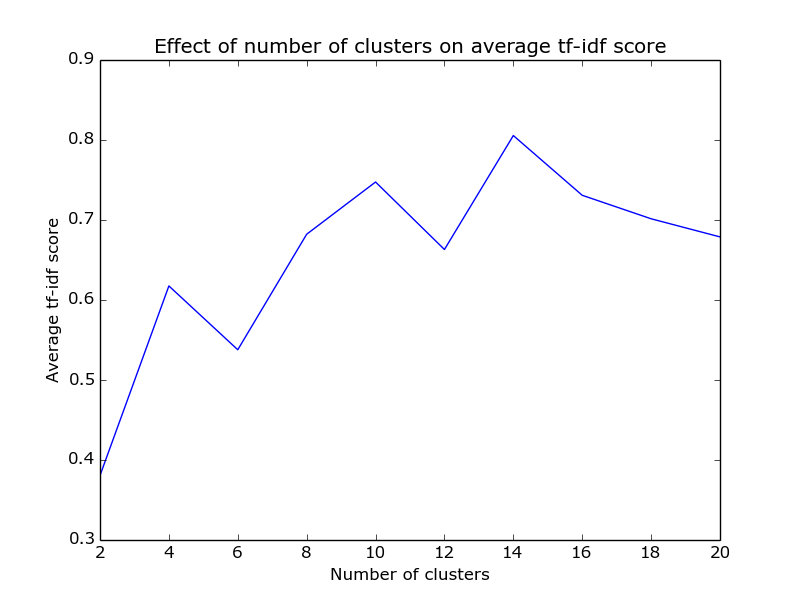 Effect of number of clusters on average tf-idf score
0.9
0.8
0.7
0.6
0.5
0.4
0.3
Average tf-idf score
2 4 6 8 10 12 14 16 18 20
Number of clusters